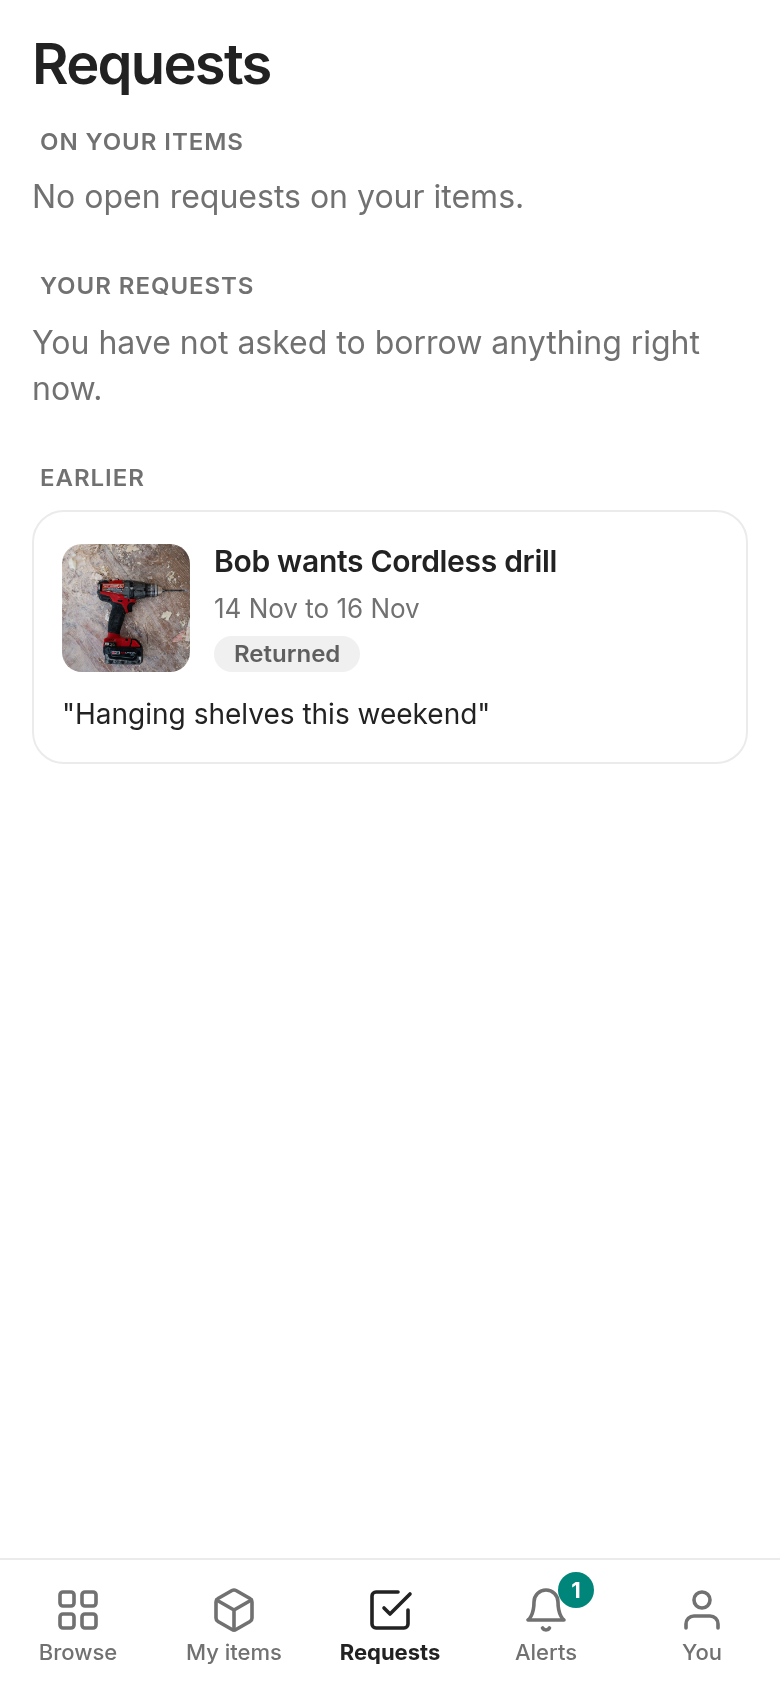 Requests
ON YOUR ITEMS
No open requests on your items.
YOUR REQUESTS
You have not asked to borrow anything right
now.
EARLIER
Bob wants Cordless drill
14 Nov to 16 Nov
Returned
"Hanging shelves this weekend"
1
Browse
My items
Requests
Alerts
You